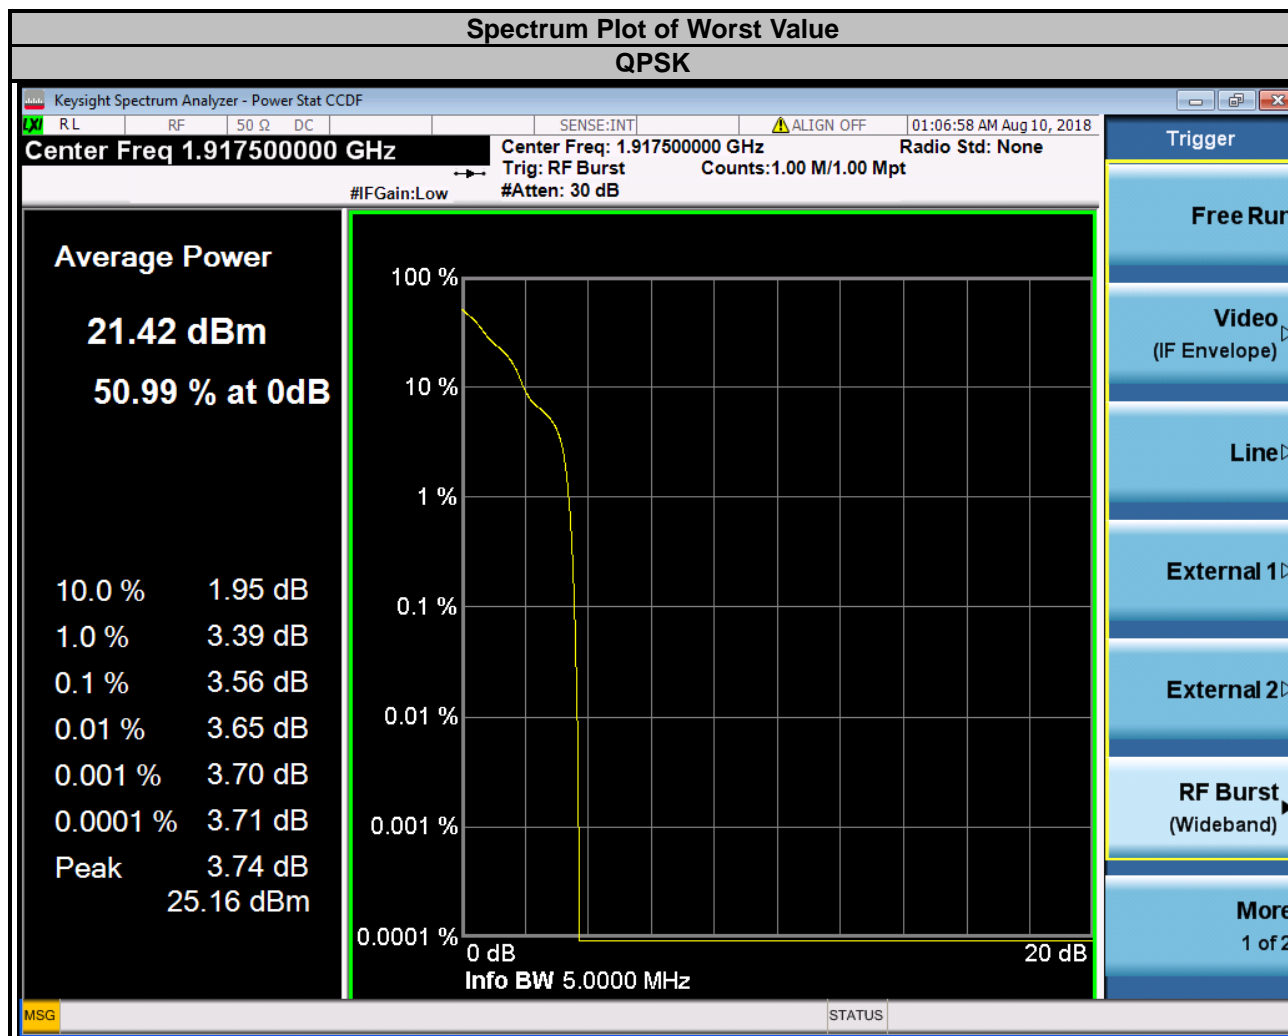 Spectrum Plot of Worst Value
QPSK
Keysight Spectrum Analyzer - Power Stat CCDF
LXI RL RF 50 Ω DC SENSE:INT ALIGN OFF 01:06:58 AM Aug 10, 2018
Center Freq 1.917500000 GHz
Center Freq: 1.917500000 GHz Radio Std: None
Trig: RF Burst Counts:1.00 M/1.00 Mpt
#IFGain:Low #Atten: 30 dB
Average Power
21.42 dBm
50.99 % at 0dB
10.0 % 1.95 dB
1.0 % 3.39 dB
0.1 % 3.56 dB
0.01 % 3.65 dB
0.001 % 3.70 dB
0.0001 % 3.71 dB
Peak 3.74 dB
25.16 dBm
100 %
10 %
1 %
0.1 %
0.01 %
0.001 %
0.0001 %
0 dB 20 dB
Info BW 5.0000 MHz
Trigger
Free Run
Video
(IF Envelope)
Line
External 1
External 2
RF Burst
(Wideband)
More
1 of 2
MSG STATUS